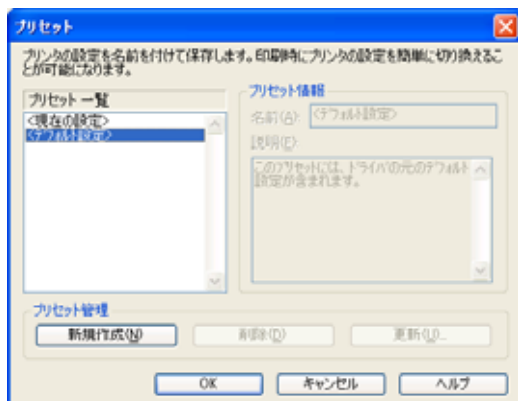 プリセット
プリンタの設定を名前を付けて保存します。印刷時にプリンタの設定を簡単に切り換えるこ
とが可能になります。
プリセット一覧
<現在の設定>
<デフォルト設定>
プリセット情報
名前(A):
<デフォルト設定>
説明(E):
このプリセットには、ドライバの元のデフォルト
設定が含まれます。
プリセット管理
新規作成(N)
削除(D)
更新(U)...
OK
キャンセル
ヘルプ